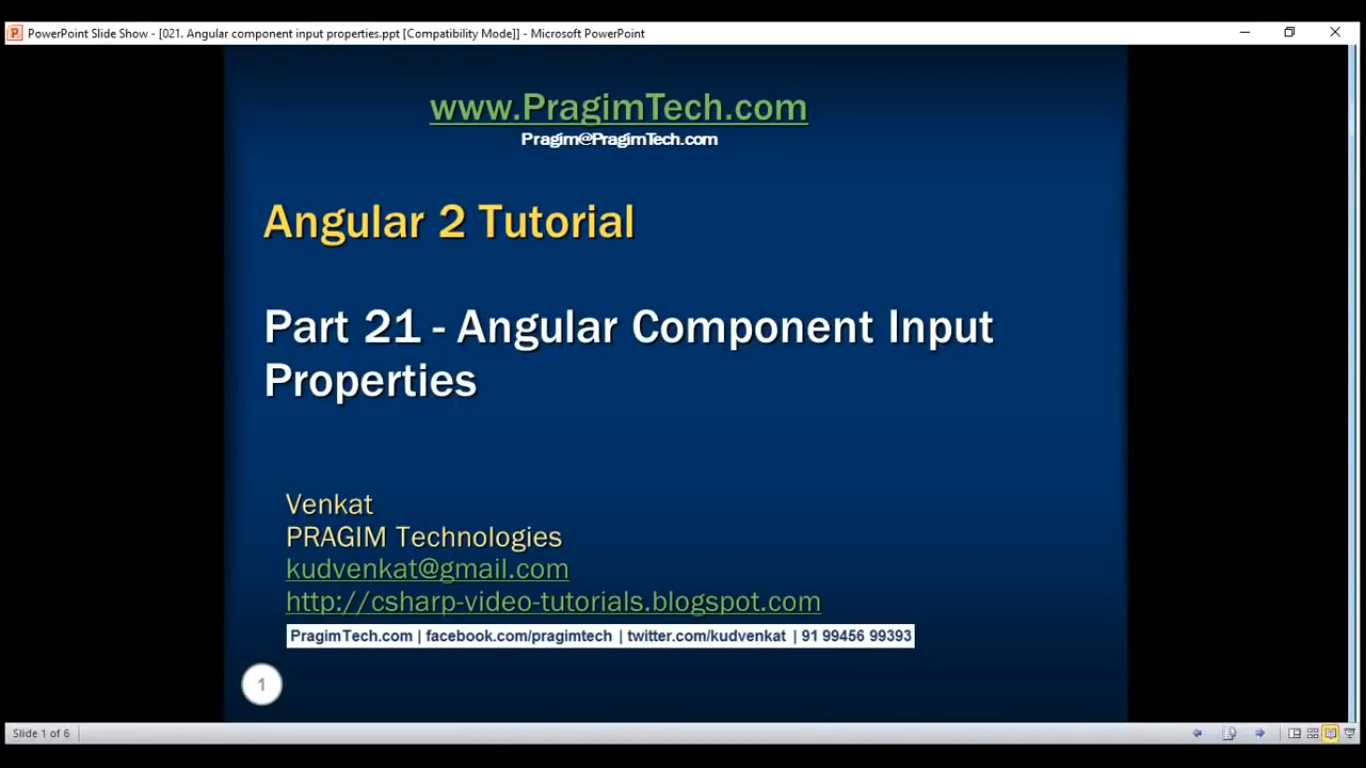 PowerPoint Slide Show - [021. Angular component input properties.ppt [Compatibility Mode]] - Microsoft PowerPoint
www.PragimTech.com
Pragim@PragimTech.com
Angular 2 Tutorial
Part 21 - Angular Component Input
Properties
Venkat
PRAGIM Technologies
kudvenkat@gmail.com
http://csharp-video-tutorials.blogspot.com
PragimTech.com | facebook.com/pragimtech | twitter.com/kudvenkat | 91 99456 99393
1
Slide 1 of 6